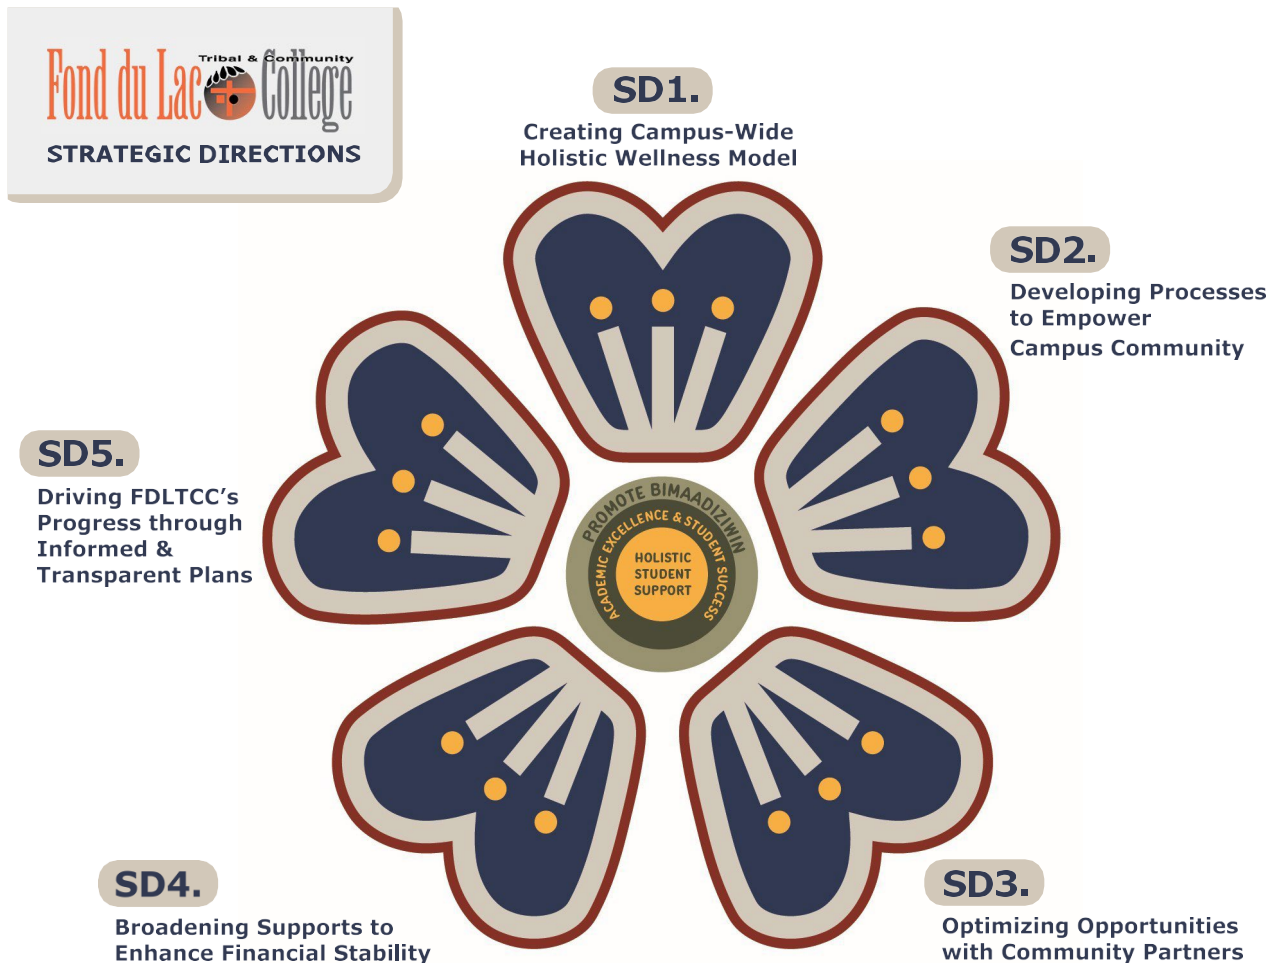 Tribal & Community
Fond du Lac College
STRATEGIC DIRECTIONS
SD1.
Creating Campus-Wide
Holistic Wellness Model
SD2.
Developing Processes
to Empower
Campus Community
SD5.
Driving FDLTCC’s
Progress through
Informed &
Transparent Plans
PROMOTE BIMAADIZIWIN
ACADEMIC EXCELLENCE & STUDENT SUCCESS
HOLISTIC
STUDENT
SUPPORT
SD4.
Broadening Supports to
Enhance Financial Stability
SD3.
Optimizing Opportunities
with Community Partners